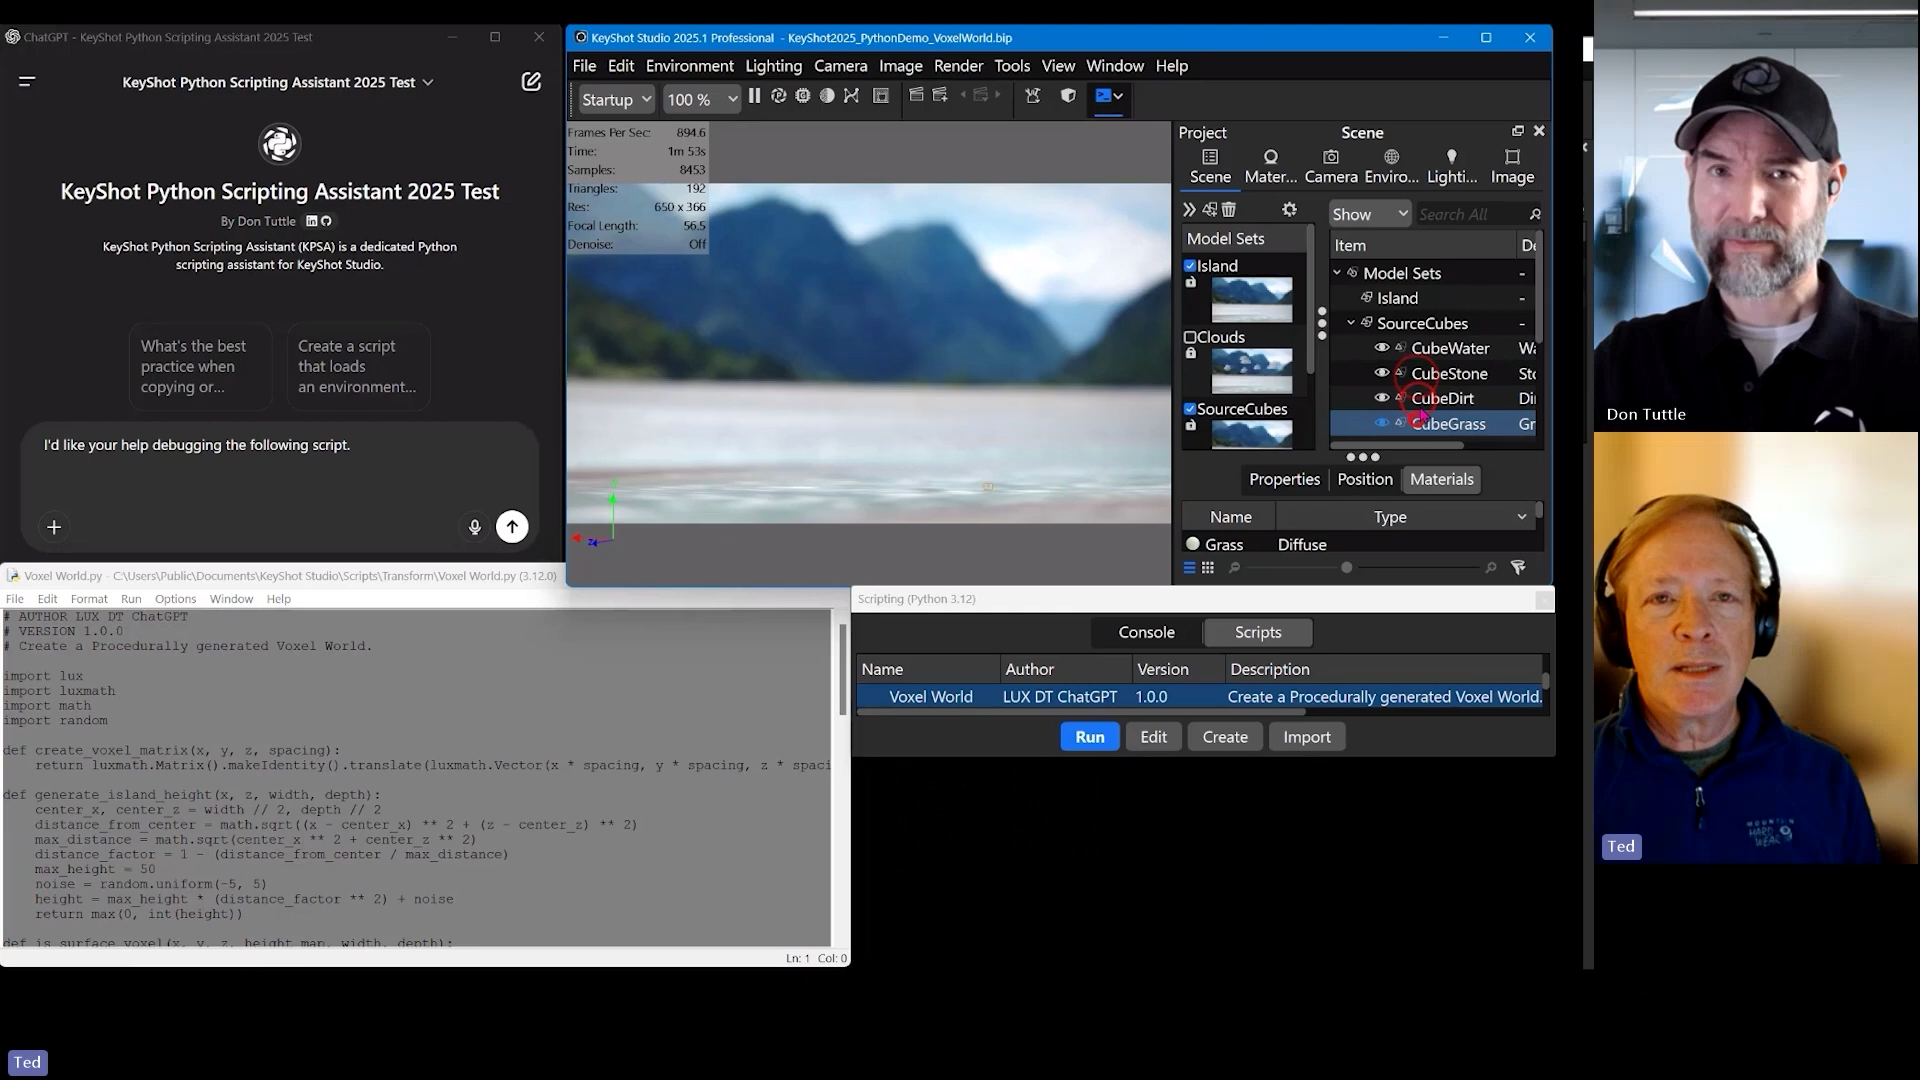 ChatGPT - KeyShot Python Scripting Assistant 2025 Test
KeyShot Python Scripting Assistant 2025 Test
KeyShot Python Scripting Assistant 2025 Test
By Don Tuttle
KeyShot Python Scripting Assistant (KPSA) is a dedicated Python
scripting assistant for KeyShot Studio.
What's the best
practice when
copying or...
Create a script
that loads
an environment...
I'd like your help debugging the following script.
KeyShot Studio 2025.1 Professional - KeyShot2025_PythonDemo_VoxelWorld.bip
File Edit Environment Lighting Camera Image Render Tools View Window Help
Startup 100 %
Frames Per Sec: 894.6
Time: 1m 53s
Samples: 8453
Triangles: 192
Res: 650 x 366
Focal Length: 56.5
Denoise: Off
Project Scene
Scene Mater... Camera Enviro... Lighti... Image
Show Search All
Model Sets
Island
Clouds
SourceCubes
Item De
Model Sets -
Island -
SourceCubes -
CubeWater Wa
CubeStone Sto
CubeDirt Dir
CubeGrass Gr
Properties Position Materials
Name Type
Grass Diffuse
Voxel World.py - C:\Users\Public\Documents\KeyShot Studio\Scripts\Transform\Voxel World.py (3.12.0)
File Edit Format Run Options Window Help
# AUTHOR LUX DT ChatGPT
# VERSION 1.0.0
# Create a Procedurally generated Voxel World.
import lux
import luxmath
import math
import random
def create_voxel_matrix(x, y, z, spacing):
return luxmath.Matrix().makeIdentity().translate(luxmath.Vector(x * spacing, y * spacing, z * spaci
def generate_island_height(x, z, width, depth):
center_x, center_z = width // 2, depth // 2
distance_from_center = math.sqrt((x - center_x) ** 2 + (z - center_z) ** 2)
max_distance = math.sqrt(center_x ** 2 + center_z ** 2)
distance_factor = 1 - (distance_from_center / max_distance)
max_height = 50
noise = random.uniform(-5, 5)
height = max_height * (distance_factor ** 2) + noise
return max(0, int(height))
def is_surface_voxel(x, y, z, height_map, width, depth):
Ln: 1 Col: 0
Scripting (Python 3.12)
Console Scripts
Name Author Version Description
Voxel World LUX DT ChatGPT 1.0.0 Create a Procedurally generated Voxel World.
Run Edit Create Import
Don Tuttle
MOUNTAIN
HARD
WEAR
Ted
Ted